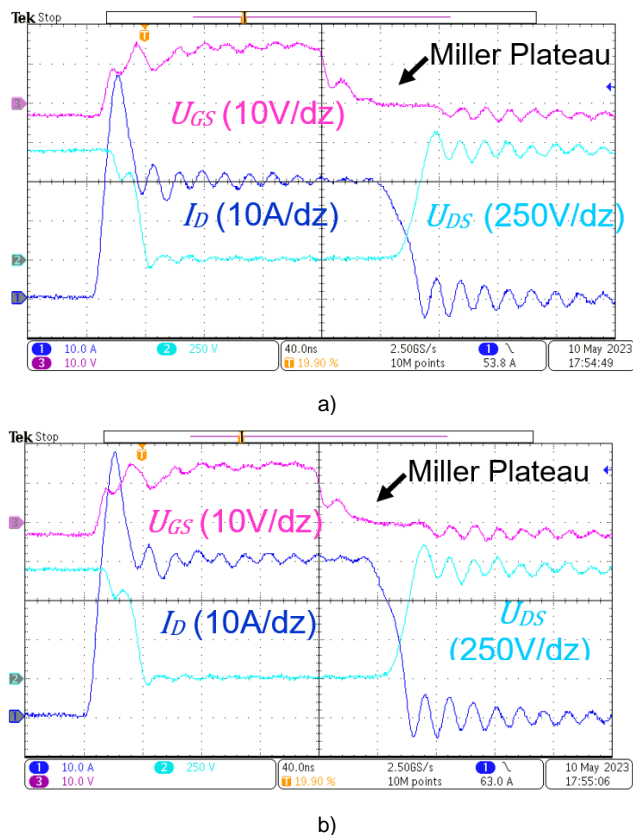 Tek Stop
T
Miller Plateau
3
UGS (10V/dz)
ID (10A/dz)
UDS (250V/dz)
2
1
1 10.0 A 2 250 V 40.0ns 2.50GS/s 1 10 May 2023
3 10.0 V T 19.90 % 10M points 53.8 A 17:54:49
a)
Tek Stop
T
Miller Plateau
3
UGS (10V/dz)
ID (10A/dz)
UDS
(250V/dz)
2
1
1 10.0 A 2 250 V 40.0ns 2.50GS/s 1 10 May 2023
3 10.0 V T 19.90 % 10M points 63.0 A 17:55:06
b)